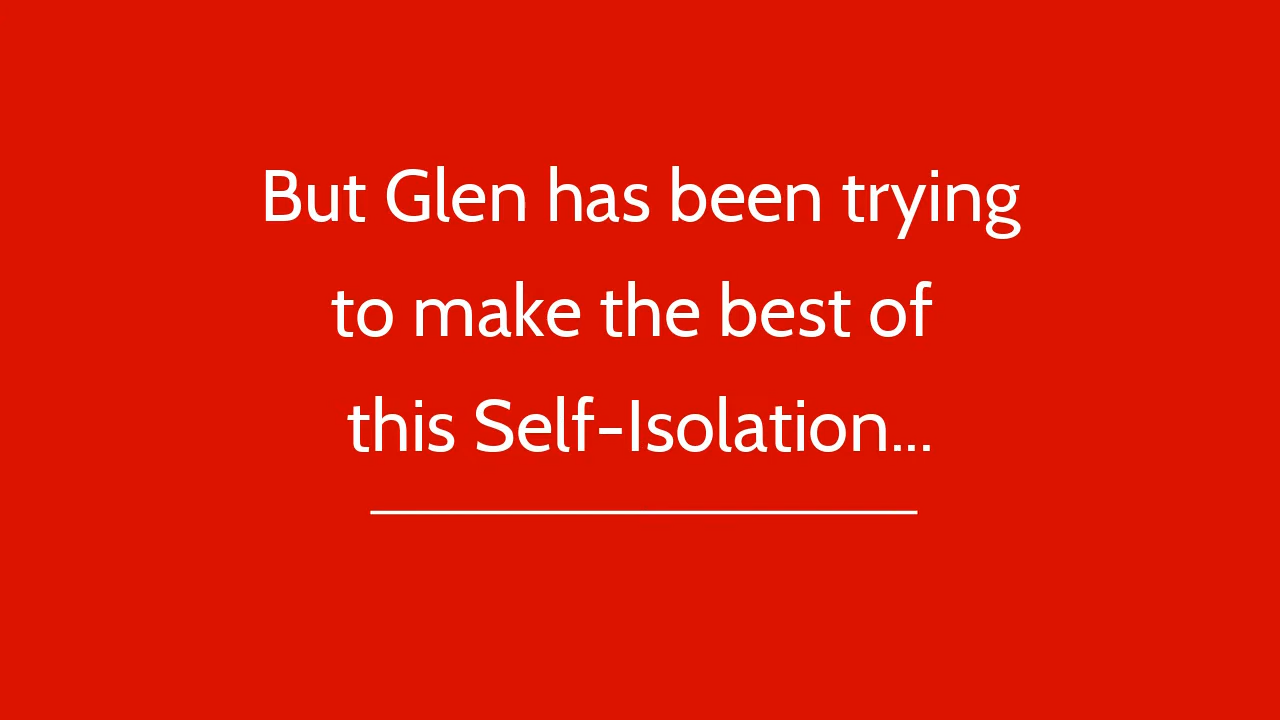 But Glen has been trying
to make the best of
this Self-Isolation...